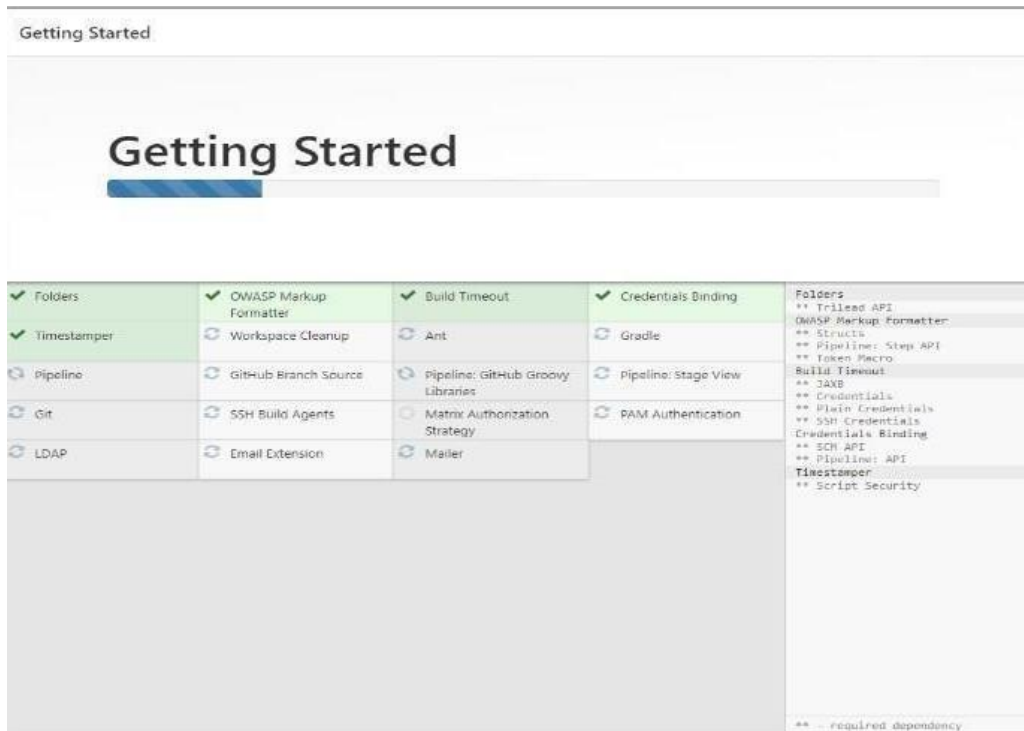 Getting Started
Getting Started
Folders
OWASP Markup
Formatter
Build Timeout
Credentials Binding
Timestamper
Workspace Cleanup
Ant
Gradle
Pipeline
GitHub Branch Source
Pipeline: GitHub Groovy
Libraries
Pipeline: Stage View
Git
SSH Build Agents
Matrix Authorization
Strategy
PAM Authentication
LDAP
Email Extension
Mailer
Folders
** Trilead API
OWASP Markup Formatter
** Structs
** Pipeline: Step API
** Token Macro
Build Timeout
** JAXB
** Credentials
** Plain Credentials
** SSH Credentials
Credentials Binding
** SCM API
** Pipeline: API
Timestamper
** Script Security
** - required dependency